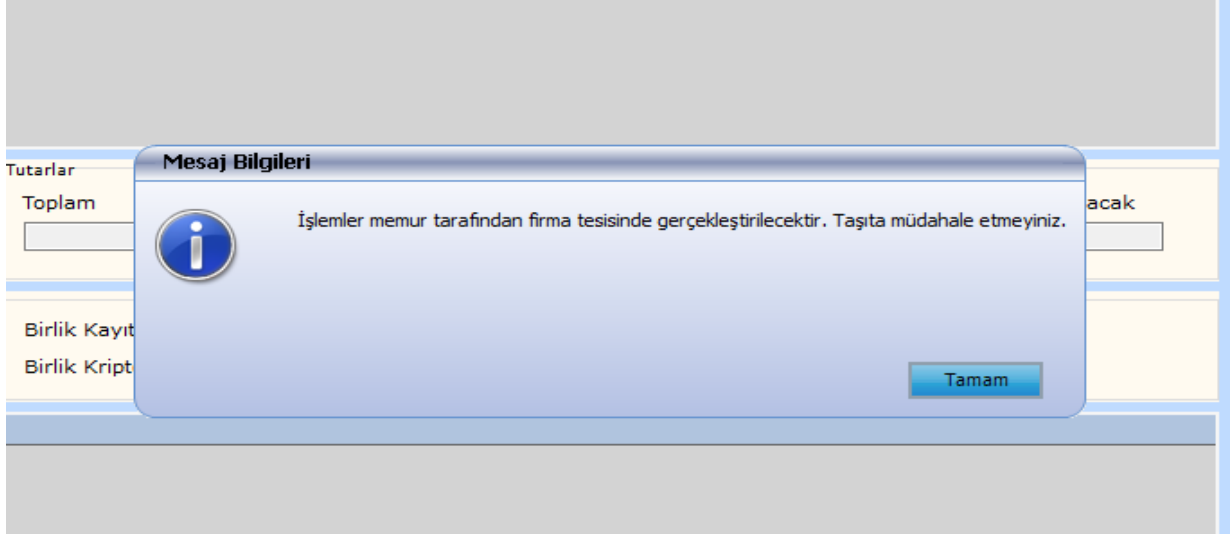 Mesaj Bilgileri
Tutarlar
Toplam
acak
İşlemler memur tarafından firma tesisinde gerçekleştirilecektir. Taşıta müdahale etmeyiniz.
Birlik Kayıt
Birlik Kript
Tamam